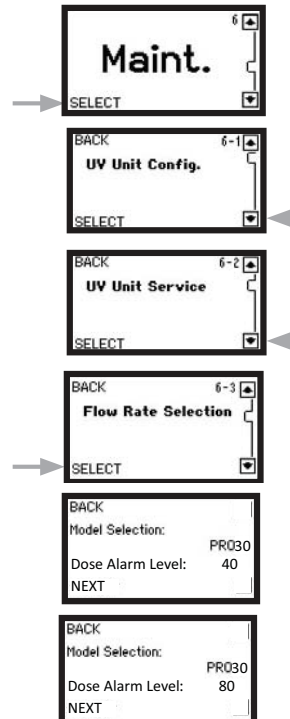 6
Maint.
SELECT
BACK 6-1
UV Unit Config.
SELECT
BACK 6-2
UV Unit Service
SELECT
BACK 6-3
Flow Rate Selection
SELECT
BACK
Model Selection:
PRO30
Dose Alarm Level: 40
NEXT
BACK
Model Selection:
PRO30
Dose Alarm Level: 80
NEXT